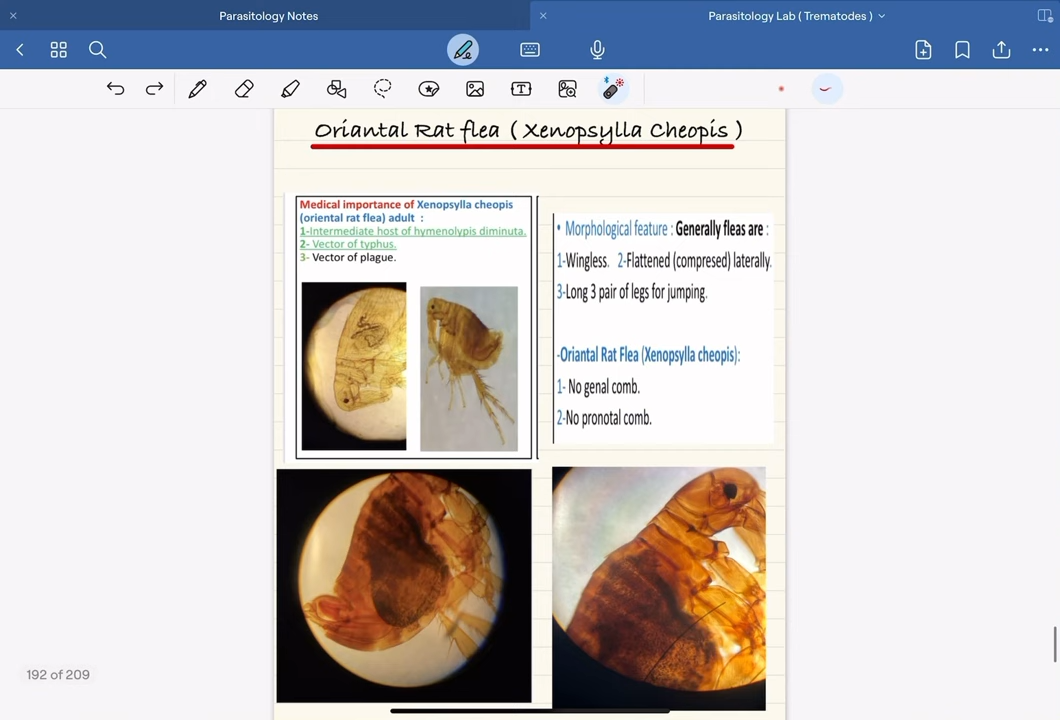 Parasitology Notes
Parasitology Lab ( Trematodes )
Oriantal Rat flea ( Xenopsylla Cheopis )
Medical importance of Xenopsylla cheopis
(oriental rat flea) adult :
1-Intermediate host of hymenolypis diminuta.
2- Vector of typhus.
3- Vector of plague.
• Morphological feature : Generally fleas are :
1-Wingless. 2-Flattened (compresed) laterally.
3-Long 3 pair of legs for jumping.
-Oriantal Rat Flea (Xenopsylla cheopis):
1- No genal comb.
2-No pronotal comb.
192 of 209